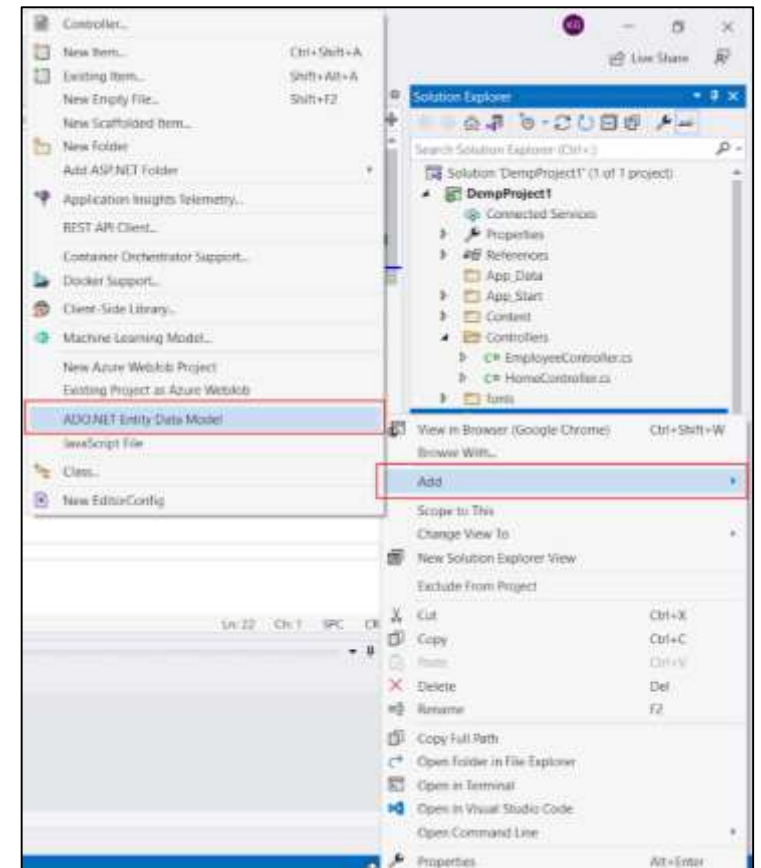 Controller...
New Item... Ctrl+Shift+A
Existing Item... Shift+Alt+A
New Empty File... Shift+F2
New Scaffolded Item...
New Folder
Add ASP.NET Folder
Application Insights Telemetry...
REST API Client...
Container Orchestrator Support...
Docker Support...
Client-Side Library...
Machine Learning Model...
New Azure WebJob Project
Existing Project as Azure WebJob
ADO.NET Entity Data Model
JavaScript File
Class...
New EditorConfig
Live Share
Solution Explorer
Search Solution Explorer (Ctrl+;)
Solution 'DempProject1' (1 of 1 project)
DempProject1
Connected Services
Properties
References
App_Data
App_Start
Content
Controllers
C# EmployeeController.cs
C# HomeController.cs
fonts
View in Browser (Google Chrome) Ctrl+Shift+W
Browse With...
Add
Scope to This
Change View To
New Solution Explorer View
Exclude From Project
Cut Ctrl+X
Copy Ctrl+C
Paste Ctrl+V
Delete Del
Rename F2
Copy Full Path
Open Folder in File Explorer
Open in Terminal
Open in Visual Studio Code
Open Command Line
Properties Alt+Enter
Ln: 22 Ch: 1 SPC